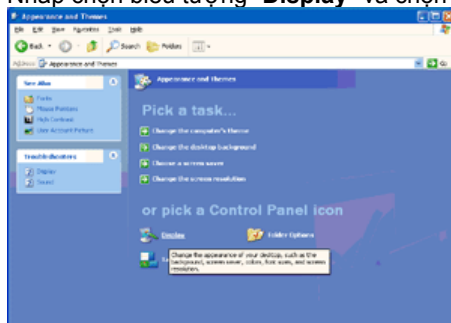 Nhấp chọn biểu tượng "Display" và chọn
Appearance and Themes
File Edit View Favorites Tools Help
Back Search Folders
Address Appearance and Themes Go
See Also
Fonts
Mouse Pointers
High Contrast
User Account Picture
Troubleshooters
Display
Sound
Appearance and Themes
Pick a task...
Change the computer's theme
Change the desktop background
Choose a screen saver
Change the screen resolution
or pick a Control Panel icon
Display Folder Options
Change the appearance of your desktop, such as the
background, screen saver, colors, font sizes, and screen
resolution.